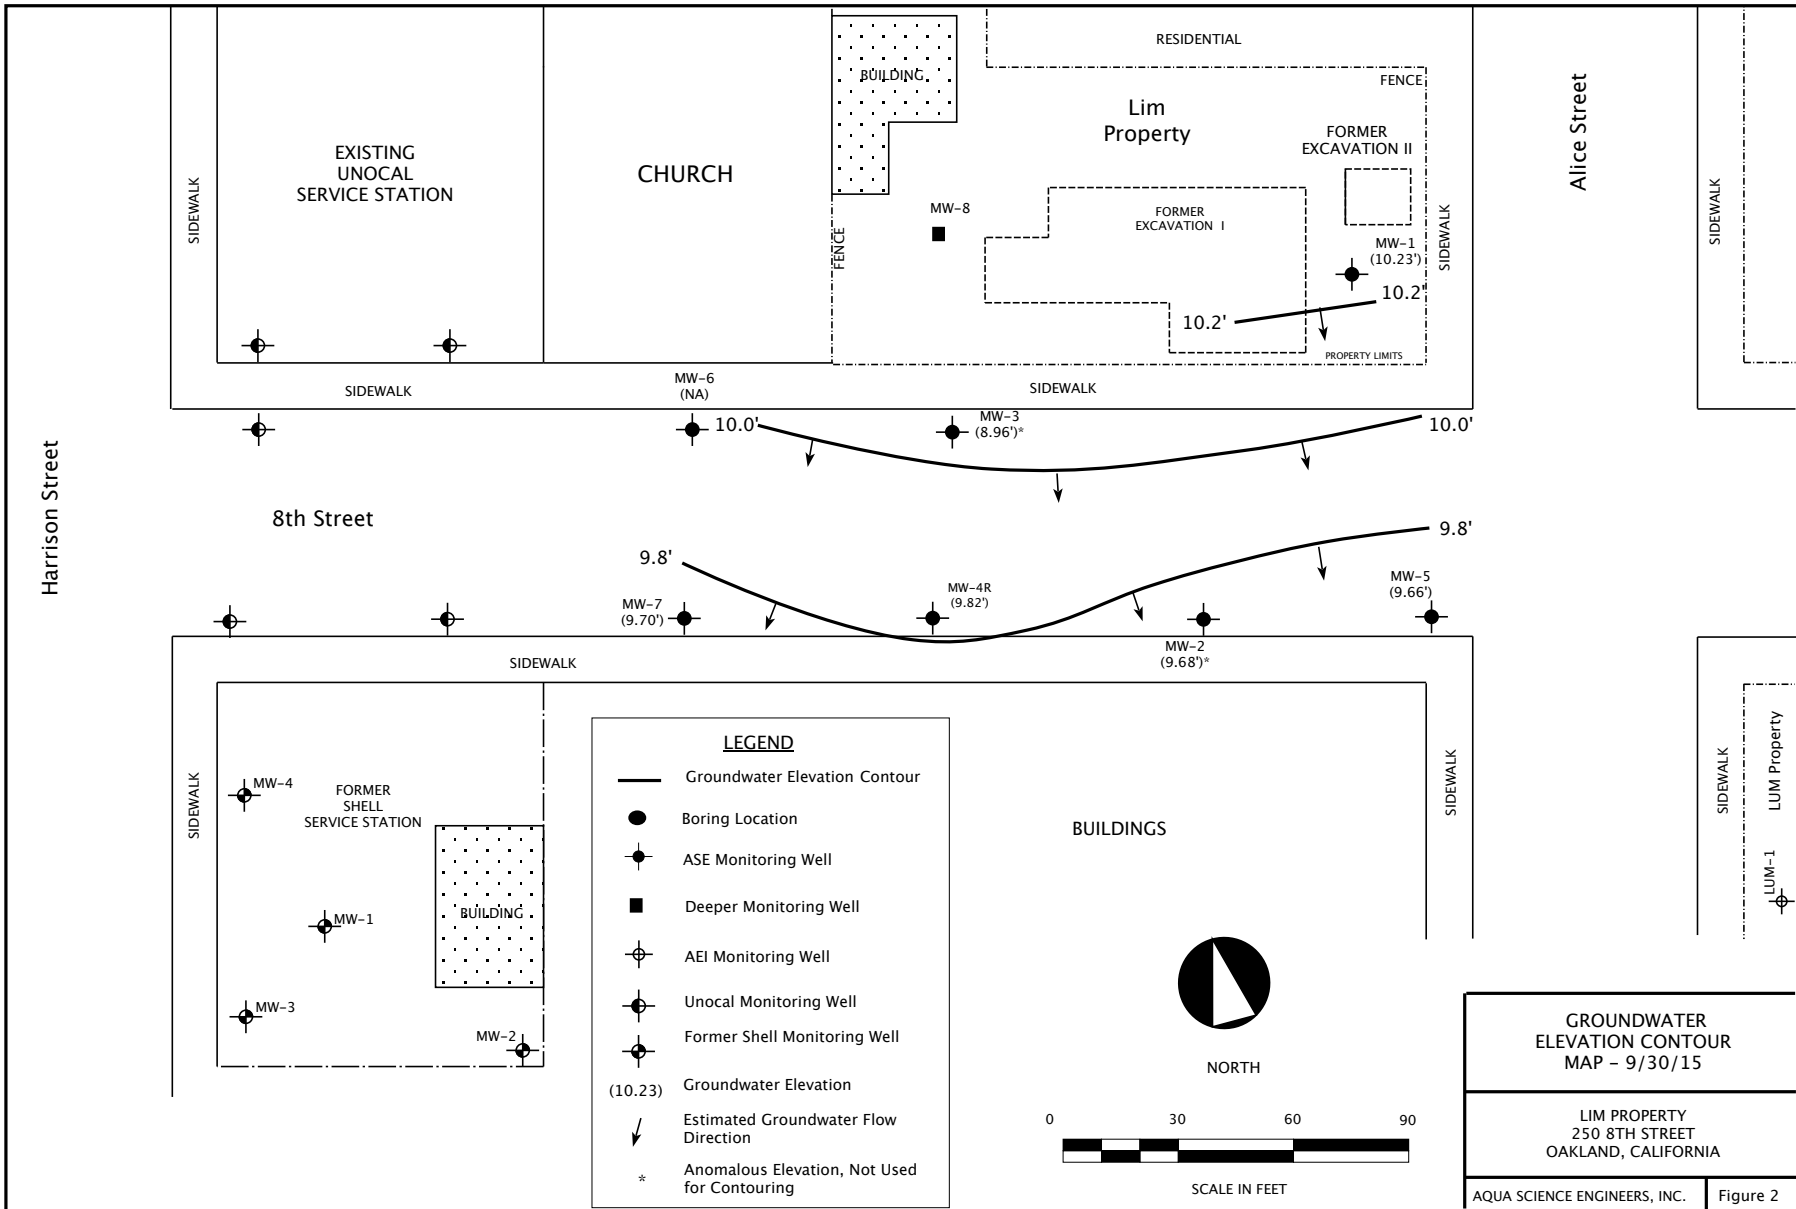 RESIDENTIAL
BUILDING
FENCE
Lim
Property
Alice Street
FORMER
EXCAVATION II
EXISTING
UNOCAL
SERVICE STATION
CHURCH
SIDEWALK
SIDEWALK
SIDEWALK
MW-8
FORMER
EXCAVATION I
FENCE
MW-1
(10.23')
10.2'
10.2'
PROPERTY LIMITS
SIDEWALK
MW-6
(NA)
SIDEWALK
10.0'
MW-3
(8.96')*
10.0'
Harrison Street
8th Street
9.8'
9.8'
MW-7
(9.70')
MW-4R
(9.82')
MW-5
(9.66')
MW-2
(9.68')*
SIDEWALK
LEGEND
Groundwater Elevation Contour
Boring Location
ASE Monitoring Well
Deeper Monitoring Well
AEI Monitoring Well
Unocal Monitoring Well
Former Shell Monitoring Well
(10.23) Groundwater Elevation
Estimated Groundwater Flow
Direction
* Anomalous Elevation, Not Used
for Contouring
MW-4
FORMER
SHELL
SERVICE STATION
SIDEWALK
BUILDING
MW-1
MW-3
MW-2
BUILDINGS
SIDEWALK
SIDEWALK
LUM Property
LUM-1
NORTH
0 30 60 90
SCALE IN FEET
GROUNDWATER
ELEVATION CONTOUR
MAP - 9/30/15
LIM PROPERTY
250 8TH STREET
OAKLAND, CALIFORNIA
AQUA SCIENCE ENGINEERS, INC.
Figure 2